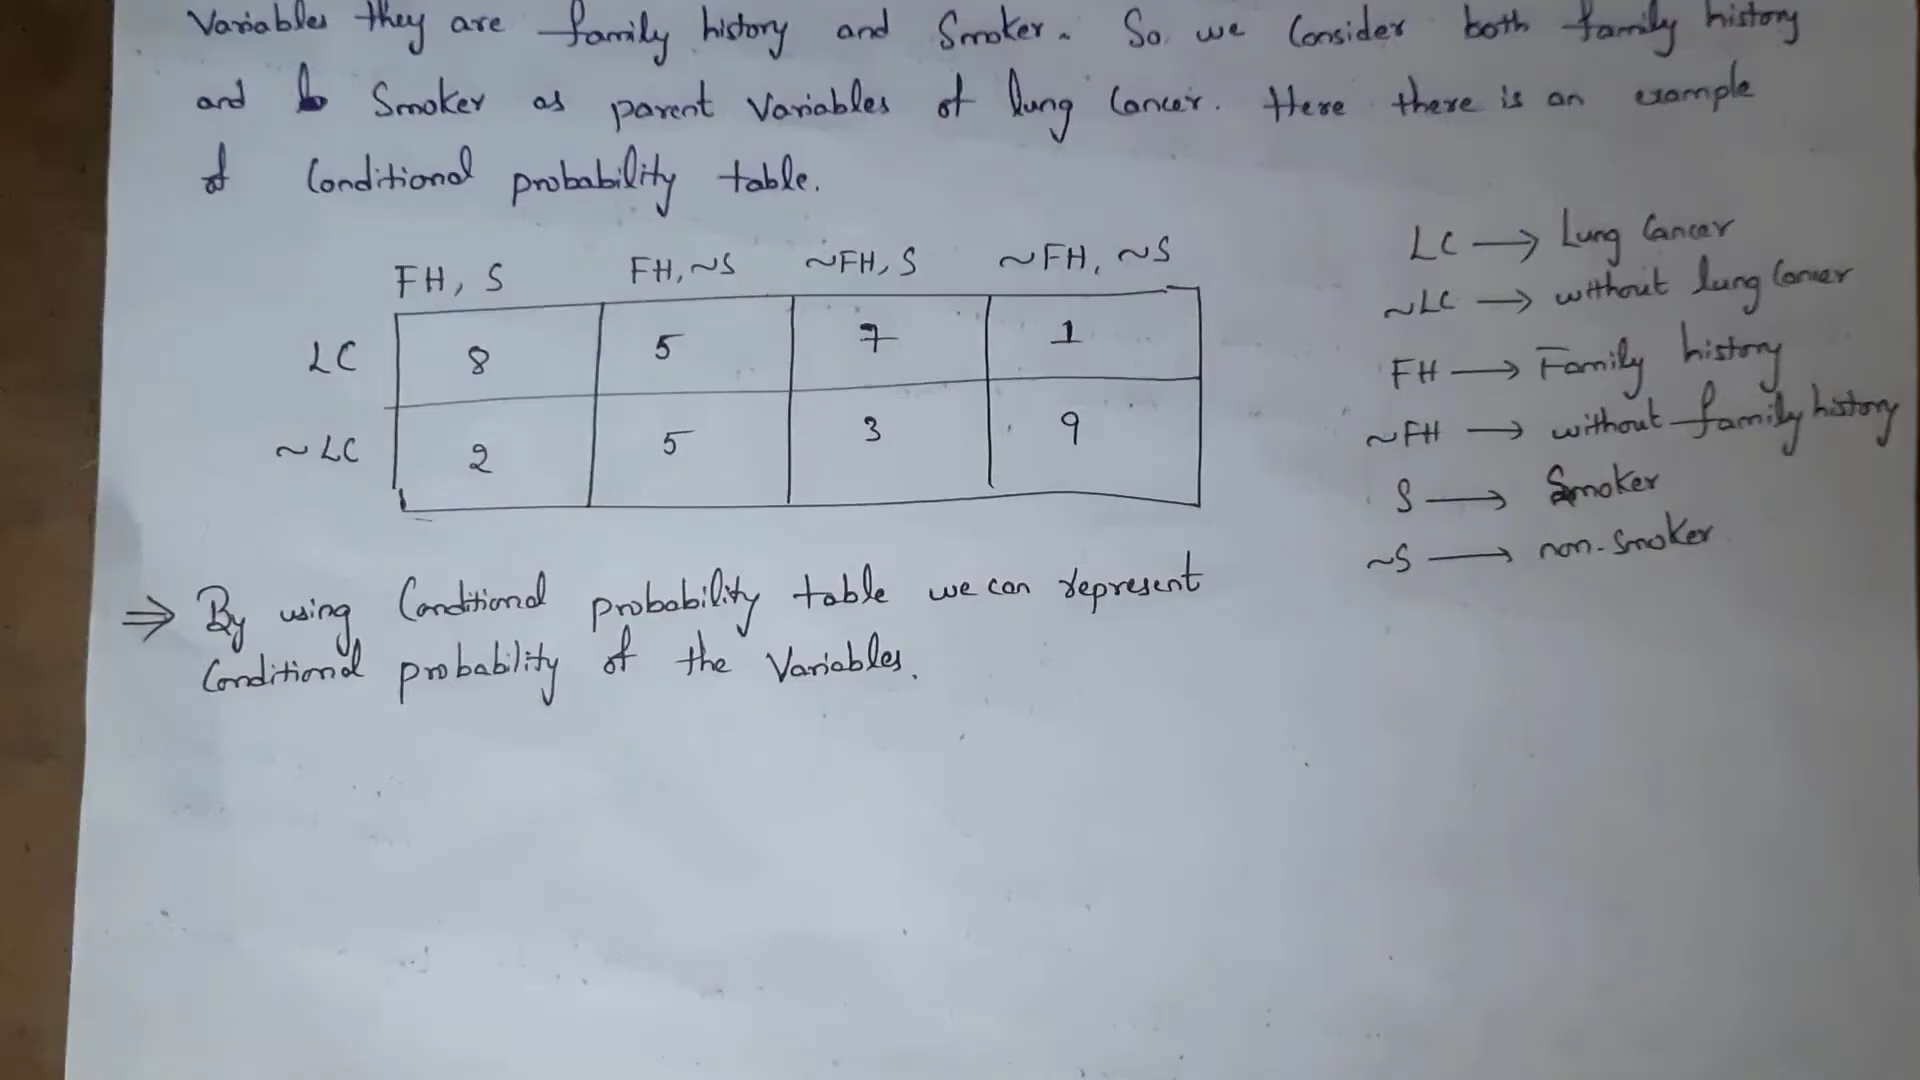 Variables they are family history and Smoker. So we Consider both family history
and Smoker as parent Variables of lung Cancer. Here there is an example
of Conditional probability table.
FH, S FH, ~S ~FH, S ~FH, ~S
LC 8 5 7 1
~LC 2 5 3 9
LC → Lung Cancer
~LC → without lung Cancer
FH → Family history
~FH → without family history
S → Smoker
~S → non-smoker
⇒ By using Conditional probability table we can represent
Conditional probability of the Variables.